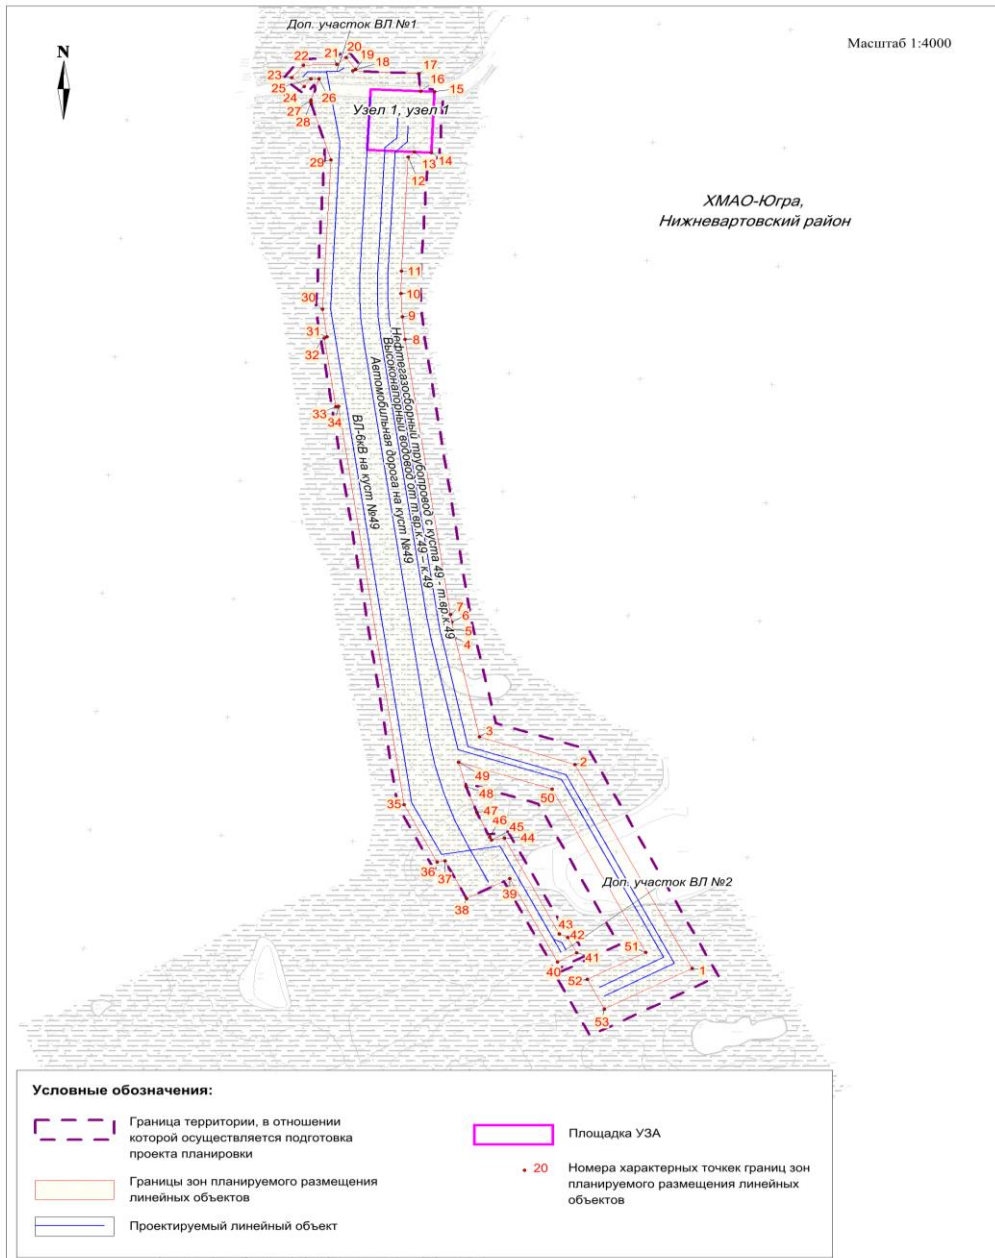 Доп. участок ВЛ №1
Масштаб 1:4000
N
20
21
19
22
18
17
23
16
25
15
24
26
Узел 1, узел 1
27
28
29
14
13
12
ХМАО-Югра,
Нижневартовский район
11
30
10
9
31
8
32
33
34
Нефтегазосборный трубопровод с куста 49 - т.вр.к.49
Высоконапорный водовод от т.вр.к.49 – к.49
Автомобильная дорога на куст №49
ВЛ-6кВ на куст №49
7
6
5
4
3
2
49
50
48
35
47
46
45
44
36
37
39
38
Доп. участок ВЛ №2
43
42
51
41
40
52
1
53
Условные обозначения:
Граница территории, в отношении
которой осуществляется подготовка
проекта планировки
Границы зон планируемого размещения
линейных объектов
Проектируемый линейный объект
Площадка УЗА
20
Номера характерных точкек границ зон
планируемого размещения линейных
объектов